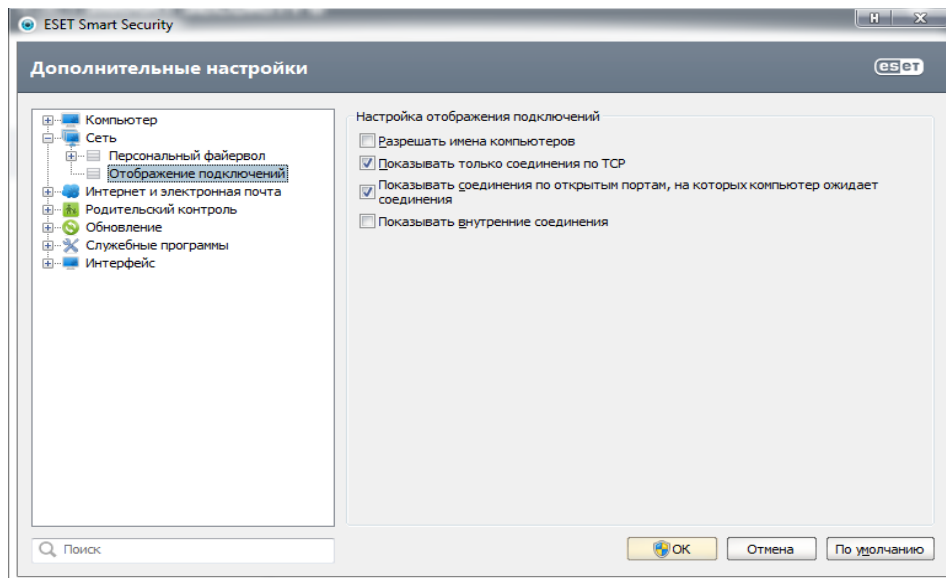 ESET Smart Security
Дополнительные настройки
eseT
Компьютер
Сеть
Персональный файервол
Отображение подключений
Интернет и электронная почта
Родительский контроль
Обновление
Служебные программы
Интерфейс
Настройка отображения подключений
Разрешать имена компьютеров
Показывать только соединения по TCP
Показывать соединения по открытым портам, на которых компьютер ожидает
соединения
Показывать внутренние соединения
Поиск
OK
Отмена
По умолчанию